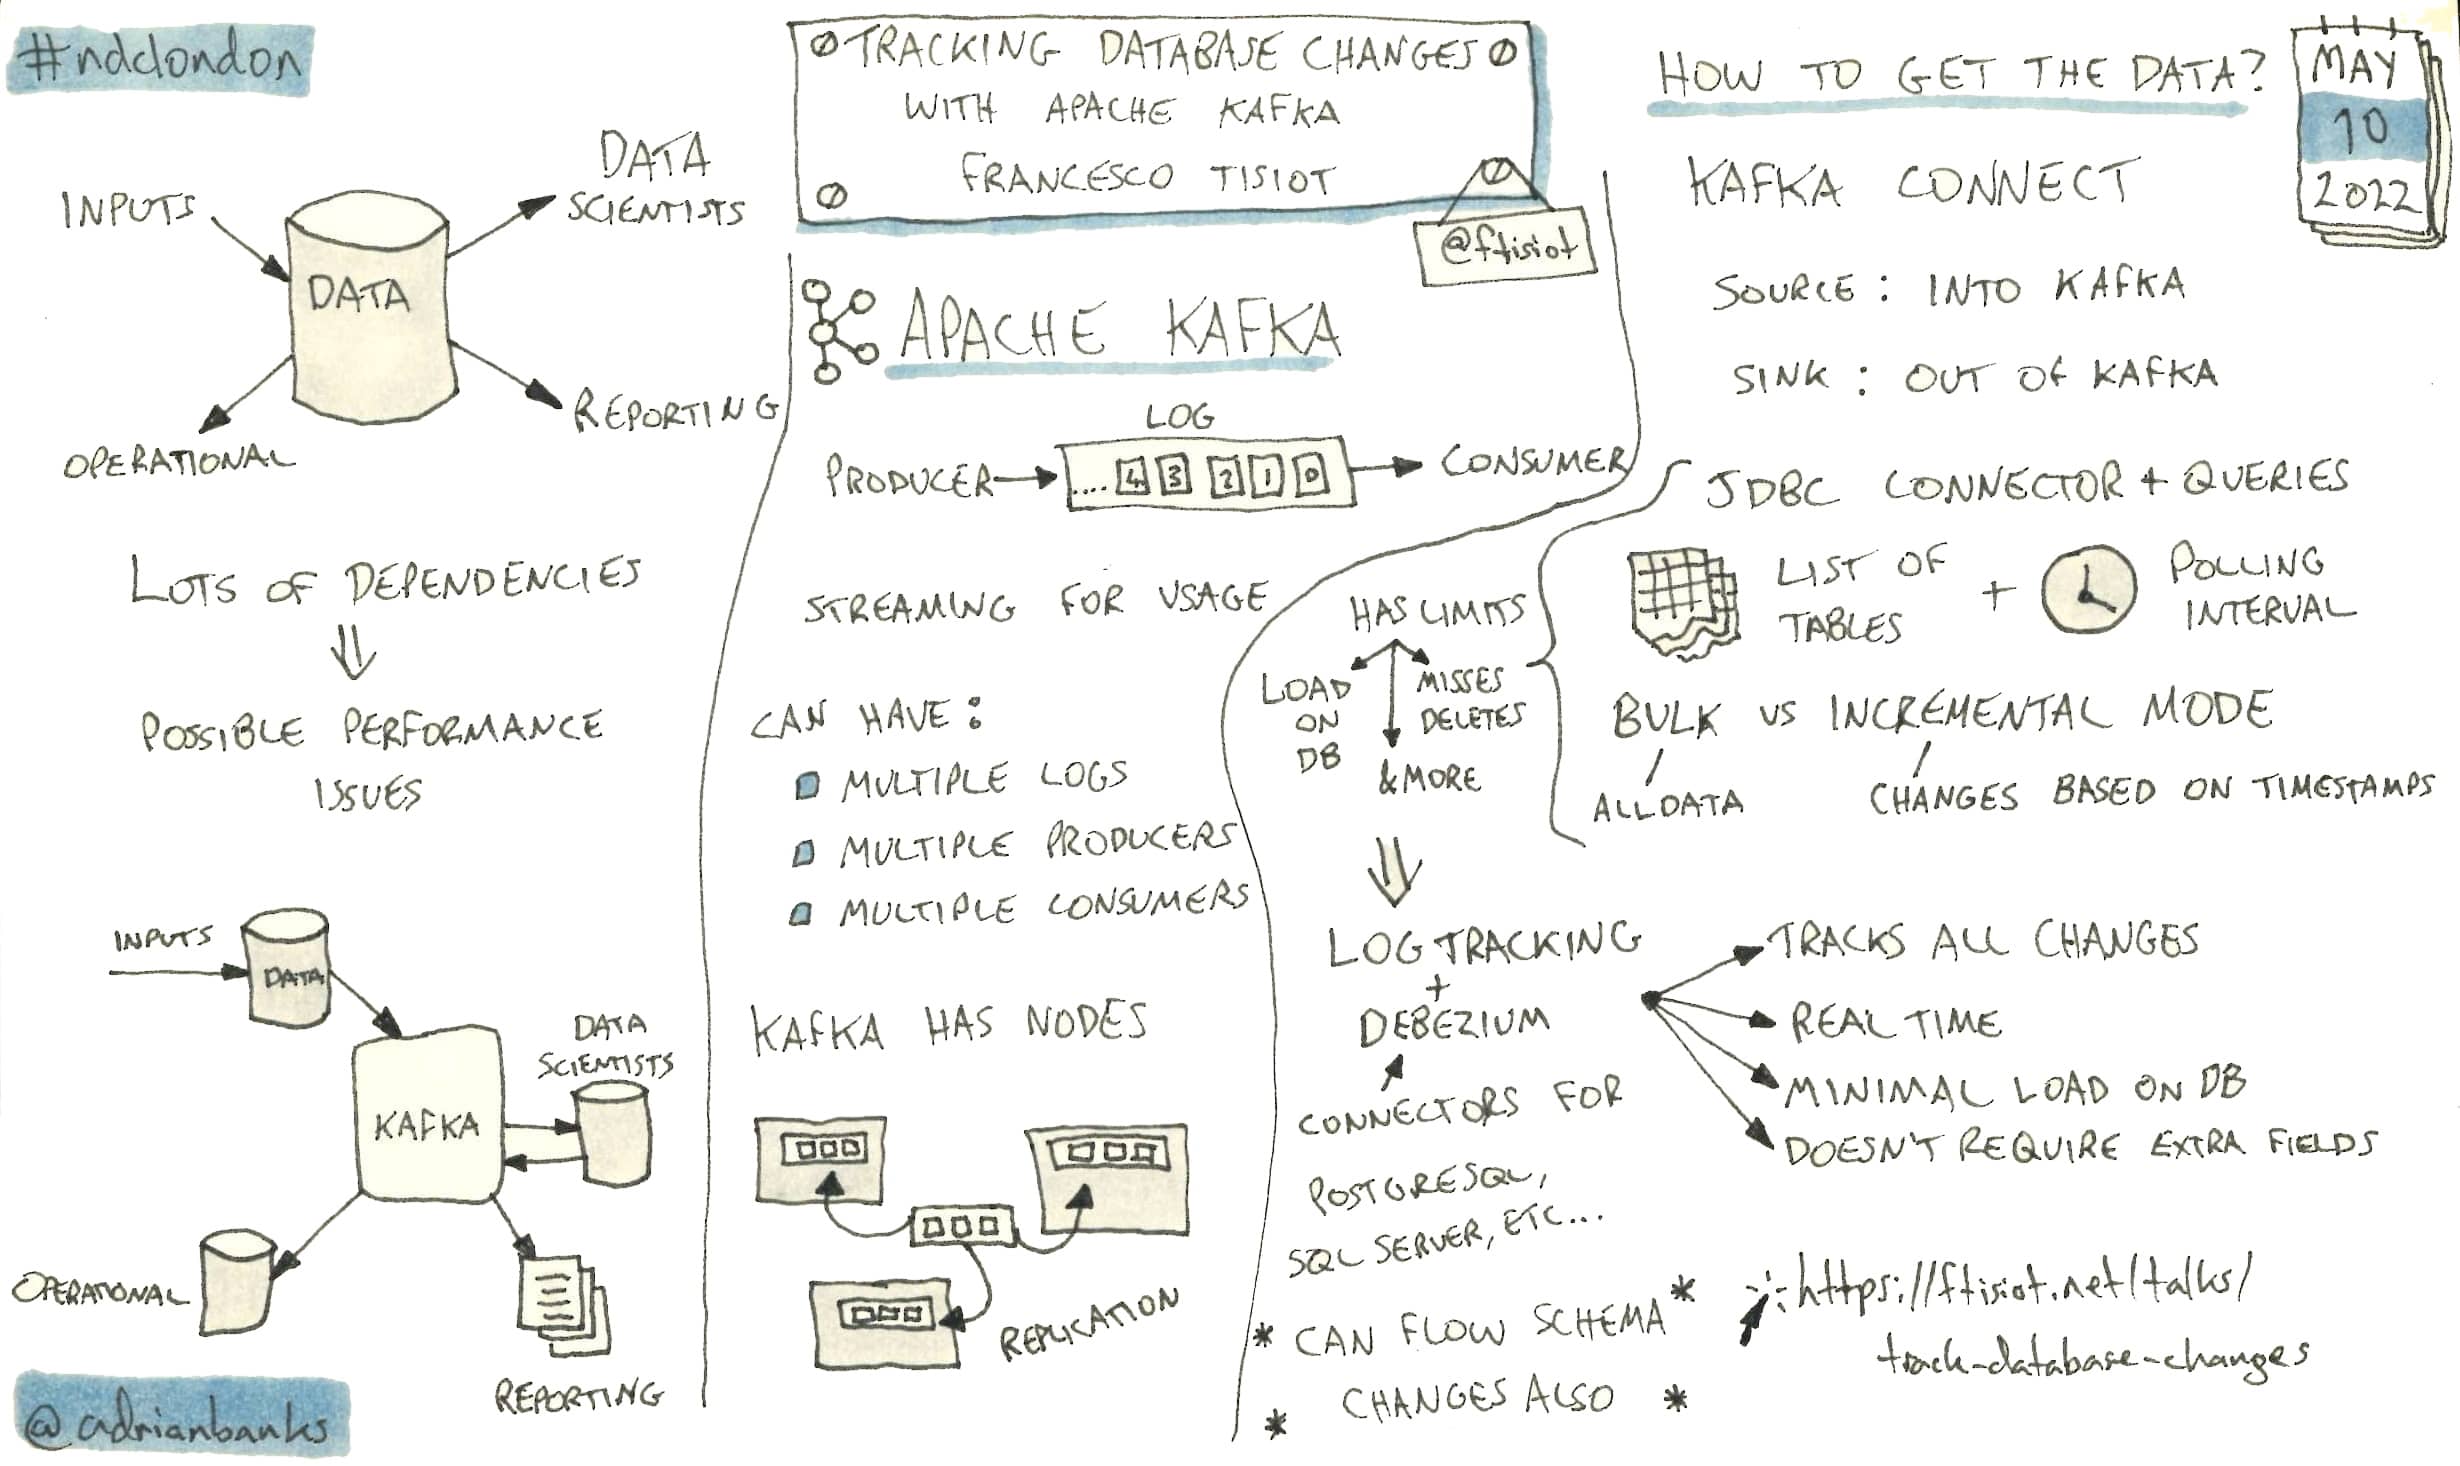 #ndclondon
TRACKING DATABASE CHANGES
WITH APACHE KAFKA
FRANCESCO TISIOT
@ftisiot
MAY
10
2022
INPUTS
DATA
SCIENTISTS
DATA
OPERATIONAL
REPORTING
LOTS OF DEPENDENCIES
POSSIBLE PERFORMANCE
ISSUES
INPUTS
DATA
KAFKA
DATA
SCIENTISTS
OPERATIONAL
REPORTING
@adrianbanks
APACHE KAFKA
LOG
PRODUCER
.... 4 3 2 1 0
CONSUMER
STREAMING FOR USAGE
CAN HAVE:
MULTIPLE LOGS
MULTIPLE PRODUCERS
MULTIPLE CONSUMERS
KAFKA HAS NODES
REPLICATION
HOW TO GET THE DATA?
KAFKA CONNECT
SOURCE: INTO KAFKA
SINK: OUT OF KAFKA
JDBC CONNECTOR + QUERIES
LIST OF
TABLES
+
POLLING
INTERVAL
BULK VS INCREMENTAL MODE
ALL DATA
CHANGES BASED ON TIMESTAMPS
HAS LIMITS
LOAD
ON
DB
MISSES
DELETES
& MORE
LOG TRACKING
+
DEBEZIUM
CONNECTORS FOR
POSTGRESQL,
SQL SERVER, ETC...
TRACKS ALL CHANGES
REAL TIME
MINIMAL LOAD ON DB
DOESN'T REQUIRE EXTRA FIELDS
* CAN FLOW SCHEMA *
* CHANGES ALSO *
https://ftisiot.net/talks/
track-database-changes